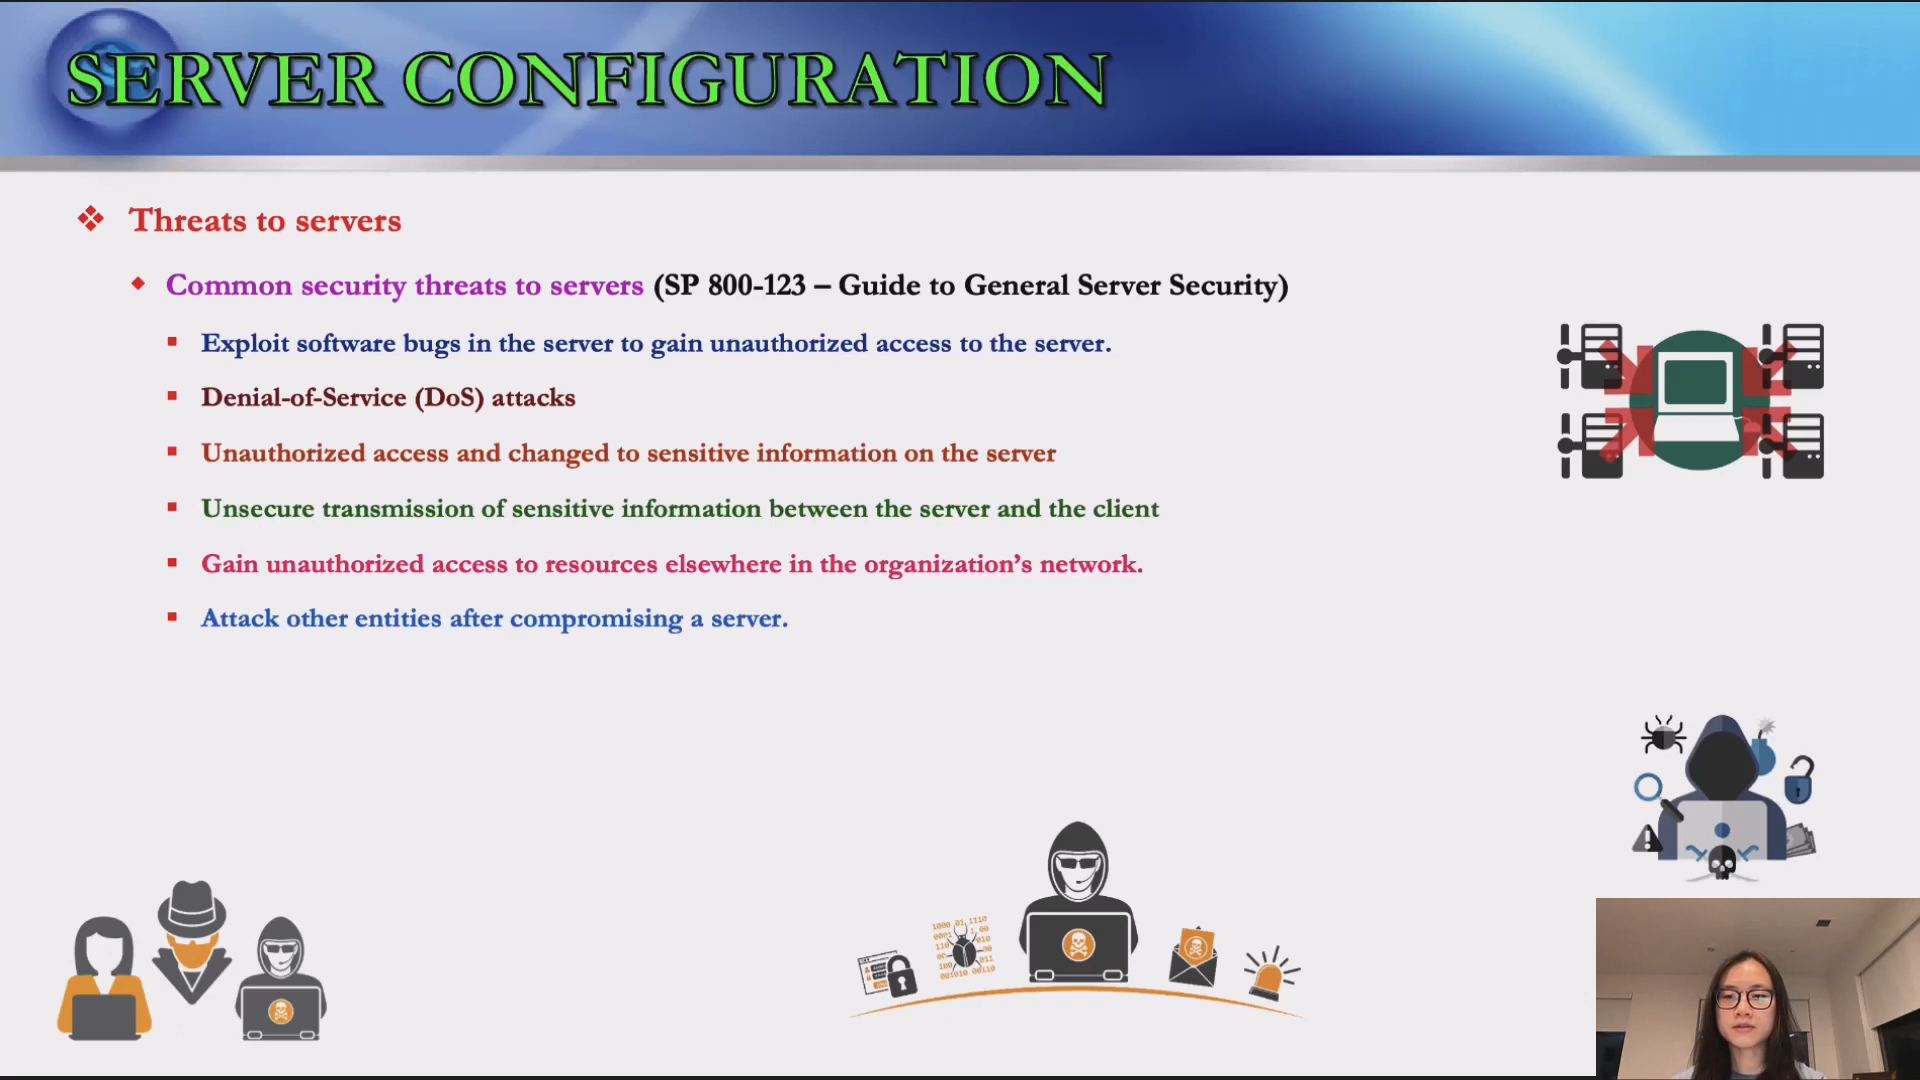 SERVER CONFIGURATION
Threats to servers
Common security threats to servers (SP 800-123 – Guide to General Server Security)
Exploit software bugs in the server to gain unauthorized access to the server.
Denial-of-Service (DoS) attacks
Unauthorized access and changed to sensitive information on the server
Unsecure transmission of sensitive information between the server and the client
Gain unauthorized access to resources elsewhere in the organization’s network.
Attack other entities after compromising a server.